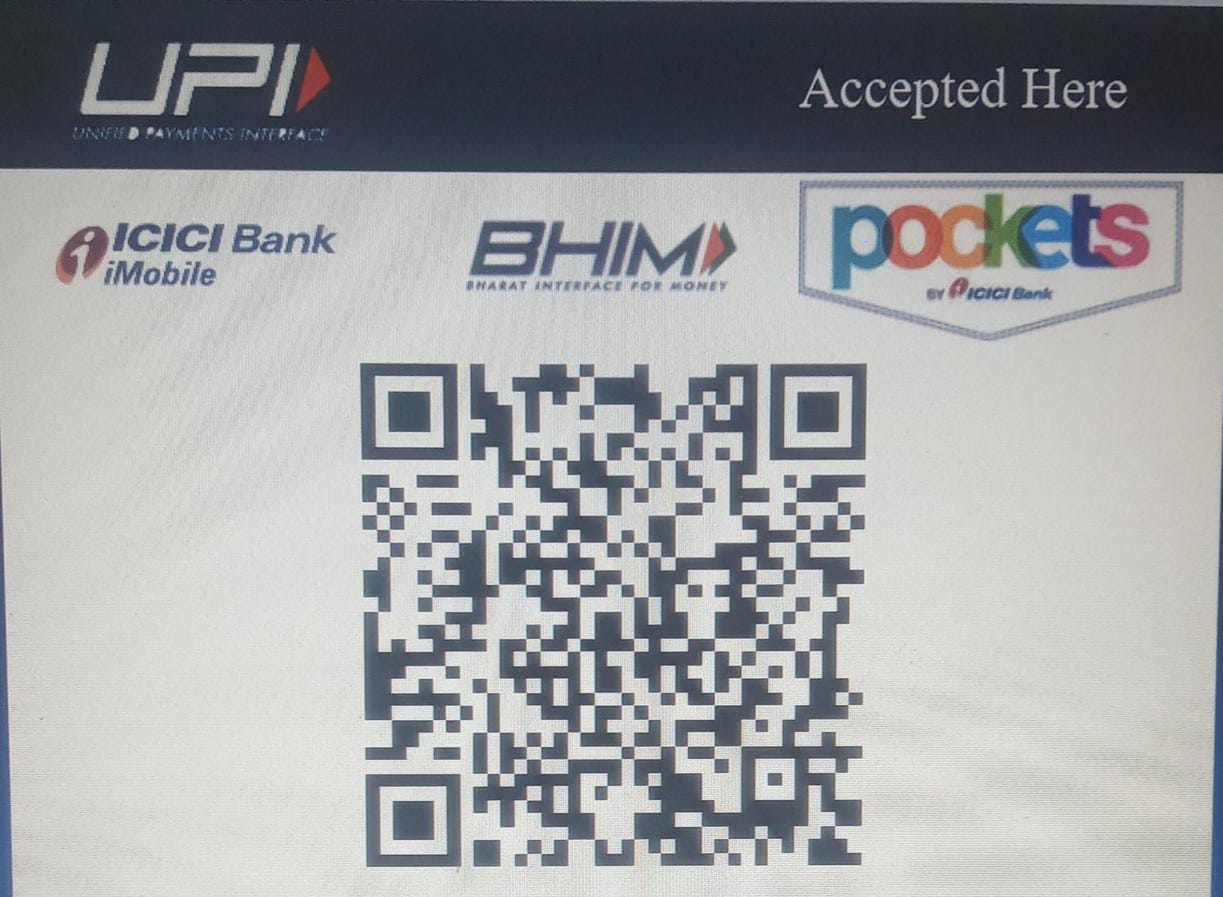 UPI
UNIFIED PAYMENTS INTERFACE
Accepted Here
ICICI Bank
iMobile
BHIM
BHARAT INTERFACE FOR MONEY
pockets
BY ICICI Bank